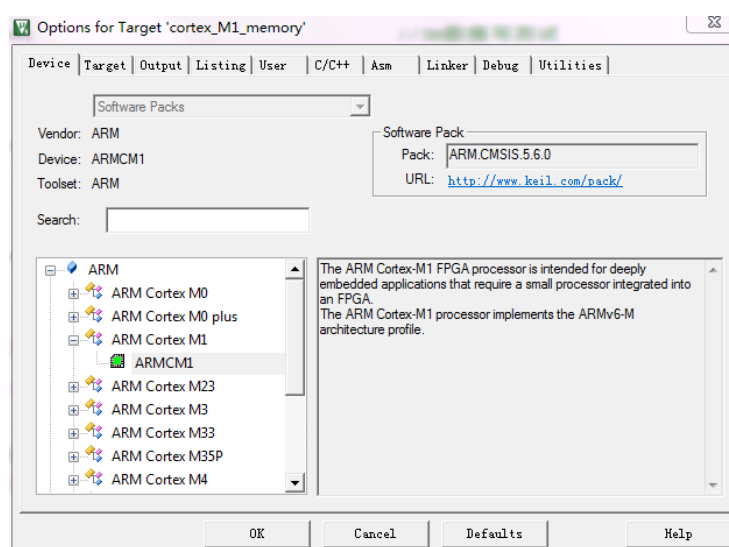 Options for Target 'cortex_M1_memory'
Device Target Output Listing User C/C++ Asm Linker Debug Utilities
Software Packs
Vendor: ARM
Device: ARMCM1
Toolset: ARM
Search:
Software Pack
Pack: ARM.CMSIS.5.6.0
URL: http://www.keil.com/pack/
ARM
ARM Cortex M0
ARM Cortex M0 plus
ARM Cortex M1
ARMCM1
ARM Cortex M23
ARM Cortex M3
ARM Cortex M33
ARM Cortex M35P
ARM Cortex M4
The ARM Cortex-M1 FPGA processor is intended for deeply
embedded applications that require a small processor integrated into
an FPGA.
The ARM Cortex-M1 processor implements the ARMv6-M
architecture profile.
OK Cancel Defaults Help